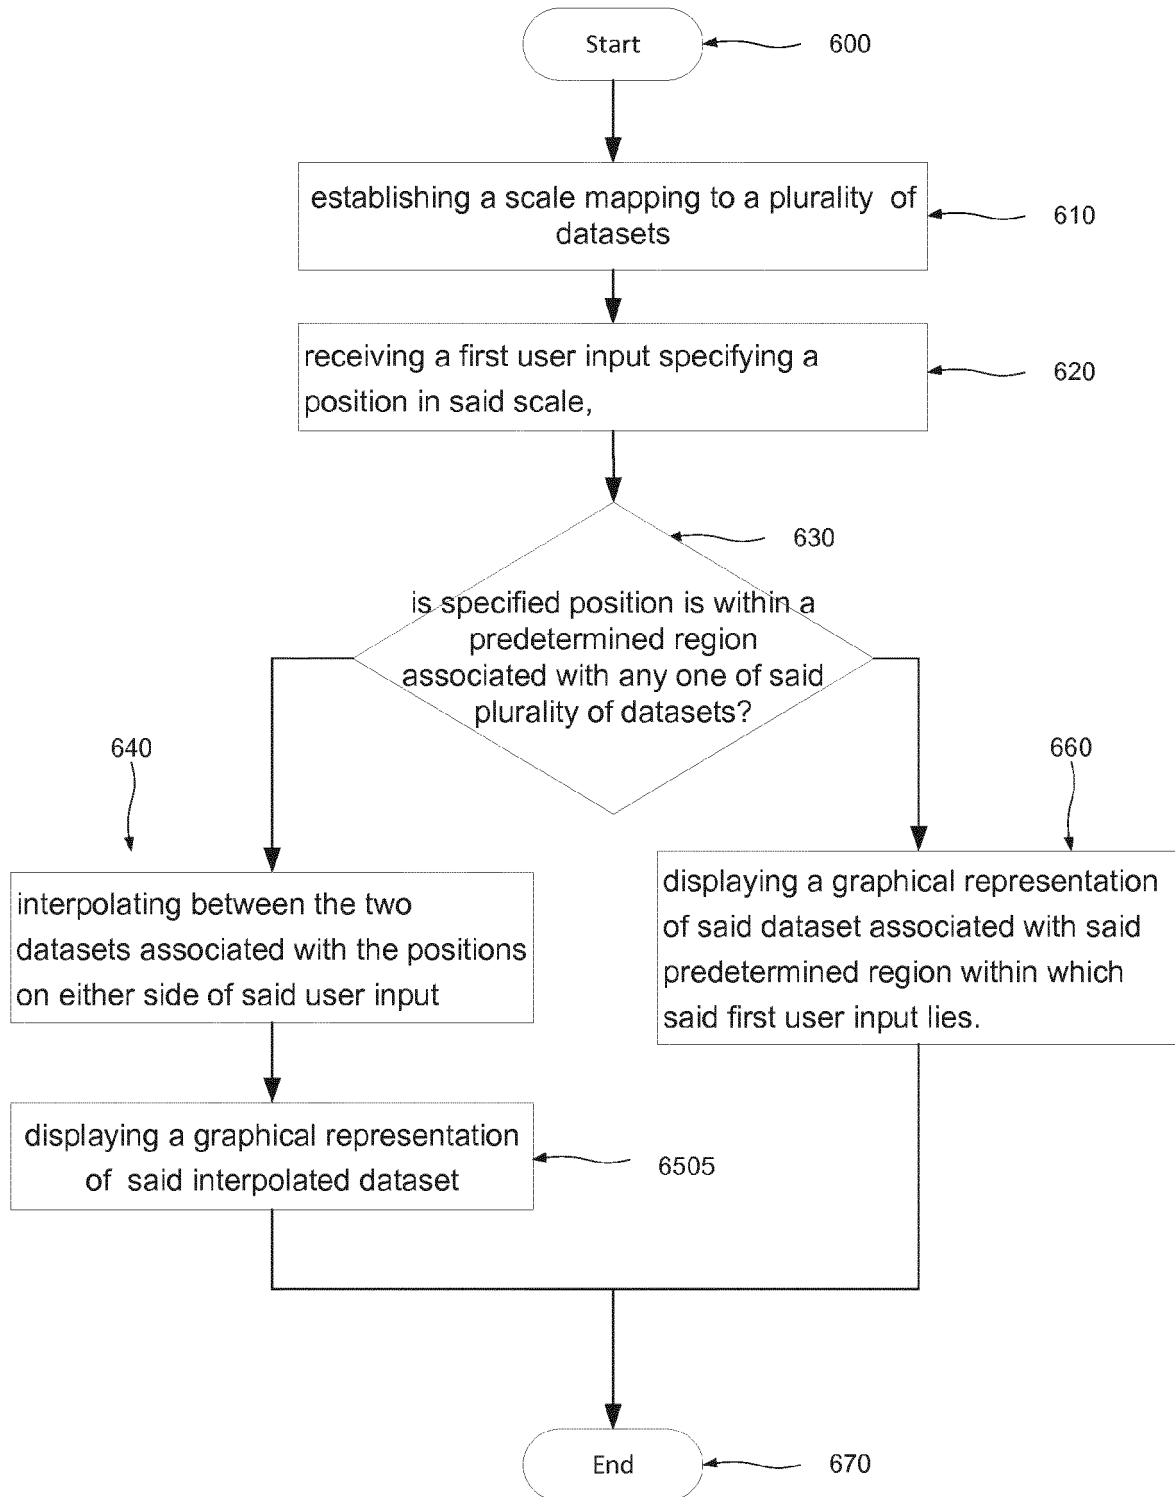 Start
600
establishing a scale mapping to a plurality of
datasets
610
receiving a first user input specifying a
position in said scale,
620
630
is specified position is within a
predetermined region
associated with any one of said
plurality of datasets?
640
660
interpolating between the two
datasets associated with the positions
on either side of said user input
displaying a graphical representation
of said dataset associated with said
predetermined region within which
said first user input lies.
displaying a graphical representation
of said interpolated dataset
6505
End
670